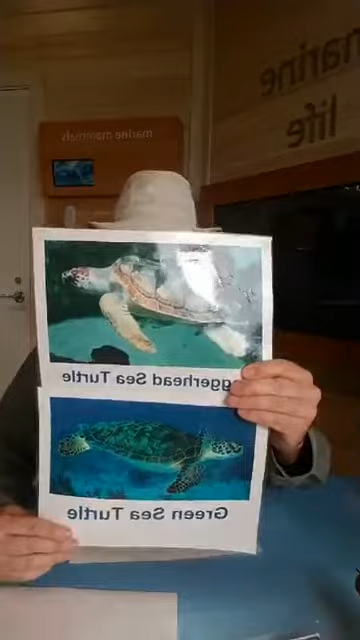 marine
life
marine mammals
ggerhead Sea Turtle
Green Sea Turtle